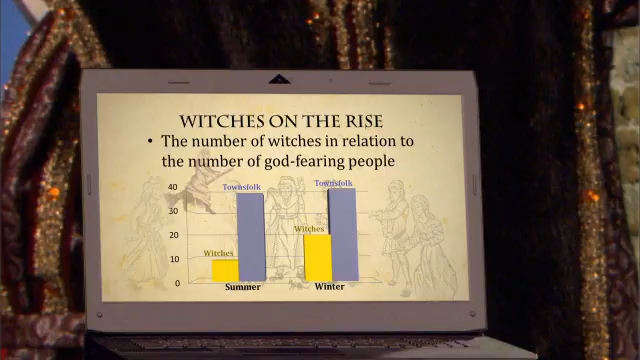 WITCHES ON THE RISE
• The number of witches in relation to
the number of god-fearing people
40
30
20
10
0
Townsfolk
Witches
Townsfolk
Witches
Summer
Winter